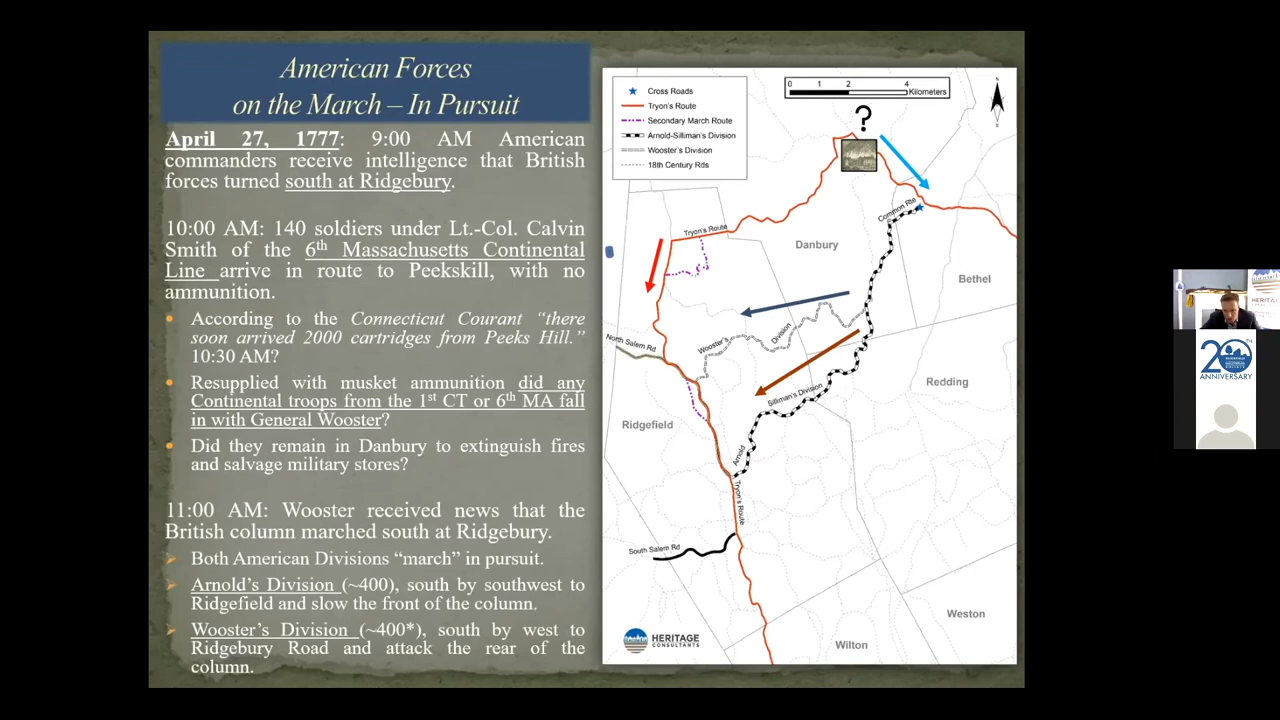 American Forces
on the March – In Pursuit
April 27, 1777: 9:00 AM American
commanders receive intelligence that British
forces turned south at Ridgebury.
10:00 AM: 140 soldiers under Lt.-Col. Calvin
Smith of the 6th Massachusetts Continental
Line arrive in route to Peekskill, with no
ammunition.
According to the Connecticut Courant “there
soon arrived 2000 cartridges from Peeks Hill.”
10:30 AM?
Resupplied with musket ammunition did any
Continental troops from the 1st CT or 6th MA fall
in with General Wooster?
Did they remain in Danbury to extinguish fires
and salvage military stores?
11:00 AM: Wooster received news that the
British column marched south at Ridgebury.
Both American Divisions “march” in pursuit.
Arnold’s Division (~400), south by southwest to
Ridgefield and slow the front of the column.
Wooster’s Division (~400*), south by west to
Ridgebury Road and attack the rear of the
column.
Cross Roads
Tryon's Route
Secondary March Route
Arnold-Silliman's Division
Wooster's Division
18th Century Rds
0 1 2 4
Kilometers
N
?
Common Rte
Tryon's Route
Danbury
Bethel
Wooster's Division
North Salem Rd
Silliman's Division
Redding
Ridgefield
Arnold
Tryon's Route
South Salem Rd
Weston
Wilton
HERITAGE
CONSULTANTS
HERITAGE
20TH
ANNIVERSARY